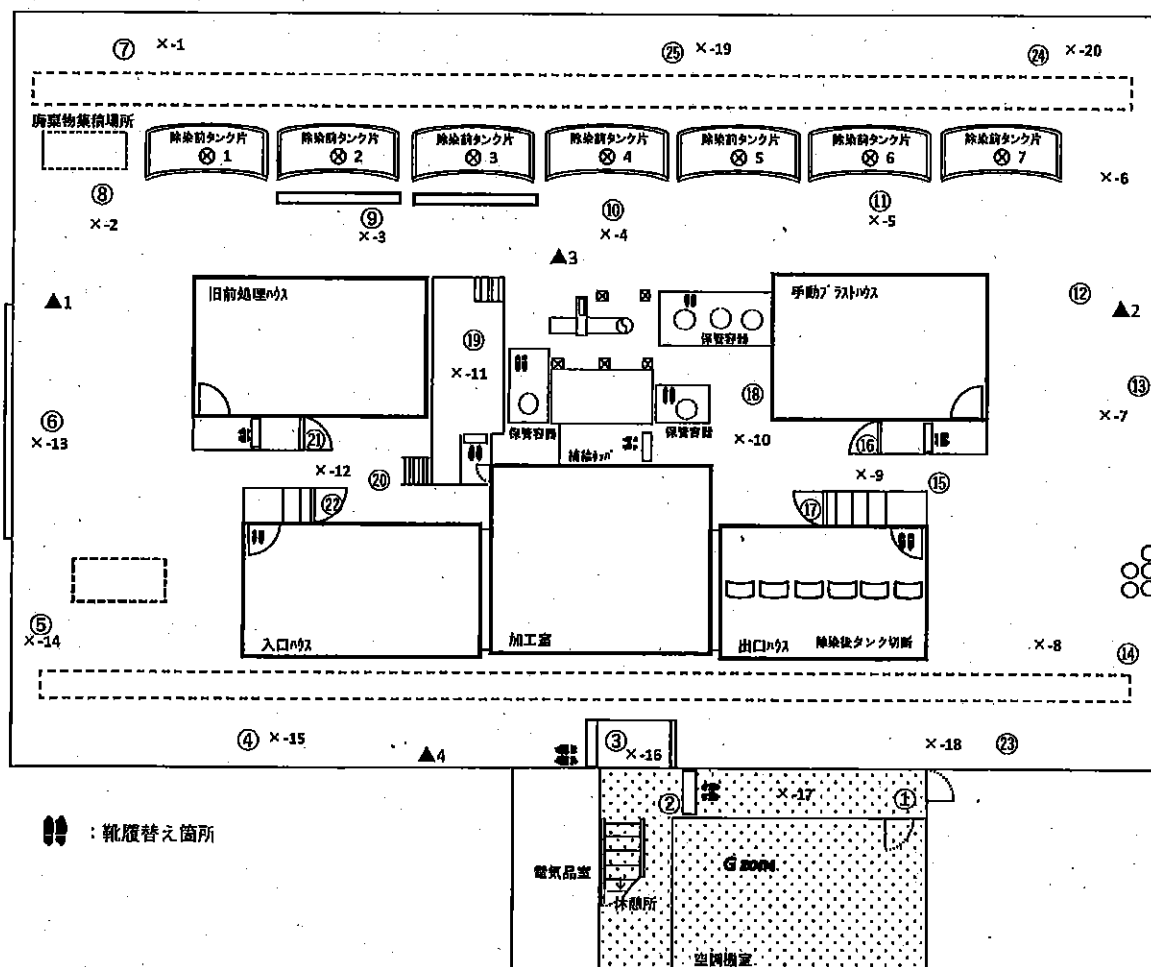 ⑦ ×-1 ㉕ ×-19 ㉔ ×-20
廃棄物集積場所
除染前タンク片 除染前タンク片 除染前タンク片 除染前タンク片 除染前タンク片 除染前タンク片 除染前タンク片
⊗ 1 ⊗ 2 ⊗ 3 ⊗ 4 ⊗ 5 ⊗ 6 ⊗ 7
×-6
⑧ ⑨ ⑩ ⑪
×-2 ×-3 ×-4 ×-5
▲3
旧前処理ハウス 手動ブラストハウス ⑫
▲1 ▲2
保管容器
⑲
×-11 ⑱ ⑬
⑥ ×-7
×-13 ㉑ 保管容器 保管容器 ×-10 ⑯
補給ホッパ
×-12 ⑳ ×-9 ⑮
㉒ ⑰
⑤
×-14 入口ハウス 加工室 出口ハウス 除染後タンク切断 ×-8
⑭
④ ×-15 ▲4 ③ ×-16 ×-18 ㉓
② ×-17 ①
：靴履替え箇所
電気品室 G zone
休憩所
空調機室